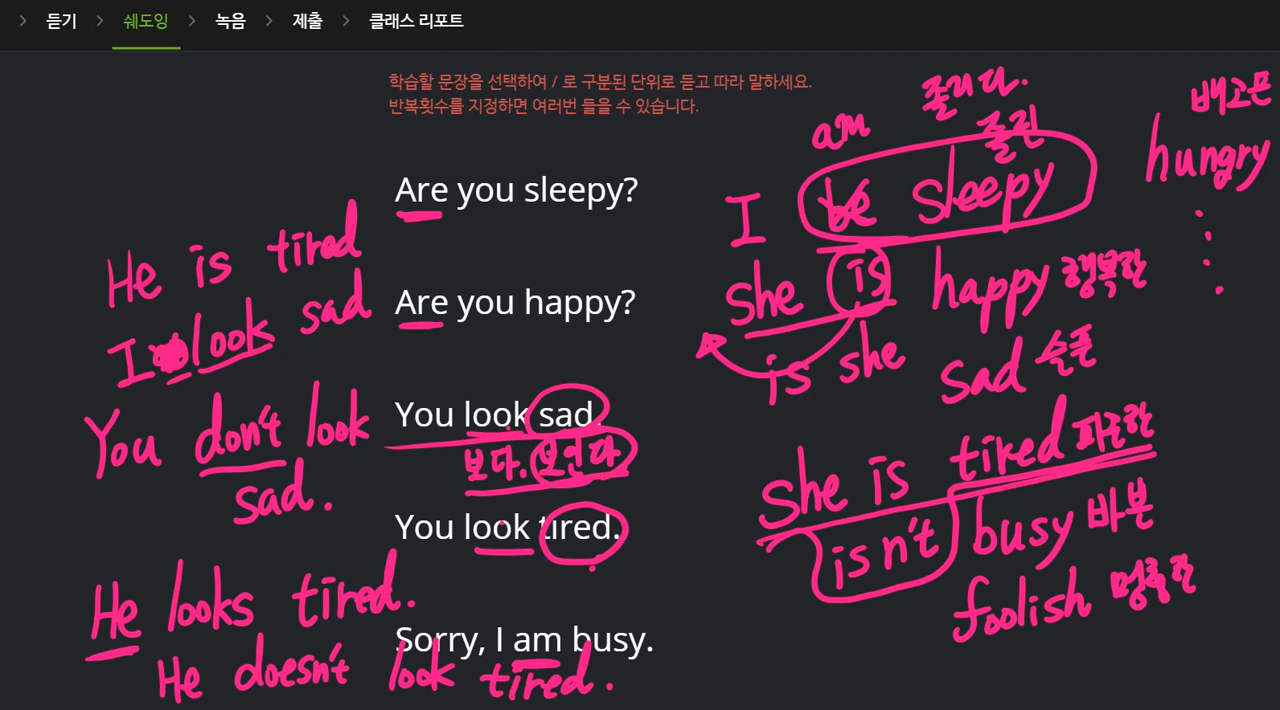 듣기 > 쉐도잉 > 녹음 > 제출 > 클래스 리포트
학습할 문장을 선택하여 / 로 구분된 단위로 듣고 따라 말하세요.
반복횟수를 지정하면 여러번 들을 수 있습니다.
Are you sleepy?
Are you happy?
You look sad.
보다. 보인다
You look tired.
Sorry, I am busy.
He is tired
I look sad
You don't look
sad.
He looks tired.
He doesn't look tired.
am 졸리다.
졸린
I be sleepy
she is happy 행복한
is she sad 슬픈
She is tired 피곤한
isn't busy 바쁜
foolish 멍청한
배고픈
hungry